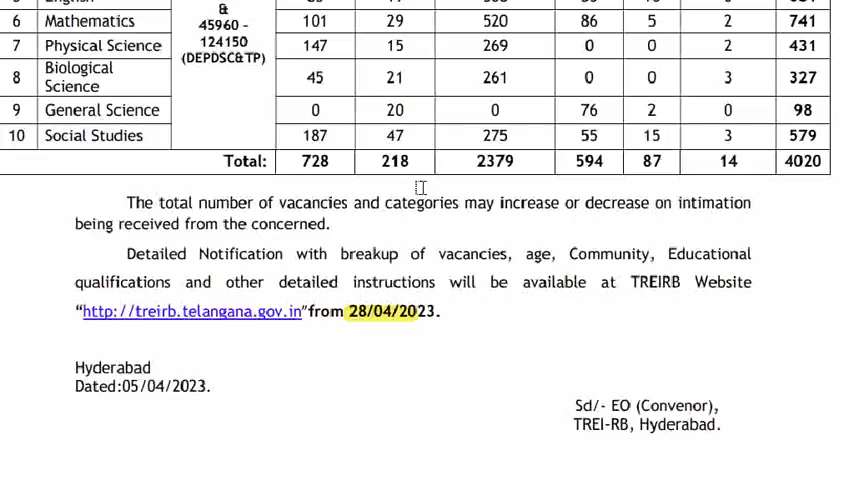 &
45960 -
124150
(DEPDSC&TP)
6 Mathematics 101 29 520 86 5 2 741
7 Physical Science 147 15 269 0 0 2 431
8 Biological Science 45 21 261 0 0 3 327
9 General Science 0 20 0 76 2 0 98
10 Social Studies 187 47 275 55 15 3 579
Total: 728 218 2379 594 87 14 4020
The total number of vacancies and categories may increase or decrease on intimation
being received from the concerned.
Detailed Notification with breakup of vacancies, age, Community, Educational
qualifications and other detailed instructions will be available at TREIRB Website
“http://treirb.telangana.gov.in”from 28/04/2023.
Hyderabad
Dated:05/04/2023.
Sd/- EO (Convenor),
TREI-RB, Hyderabad.